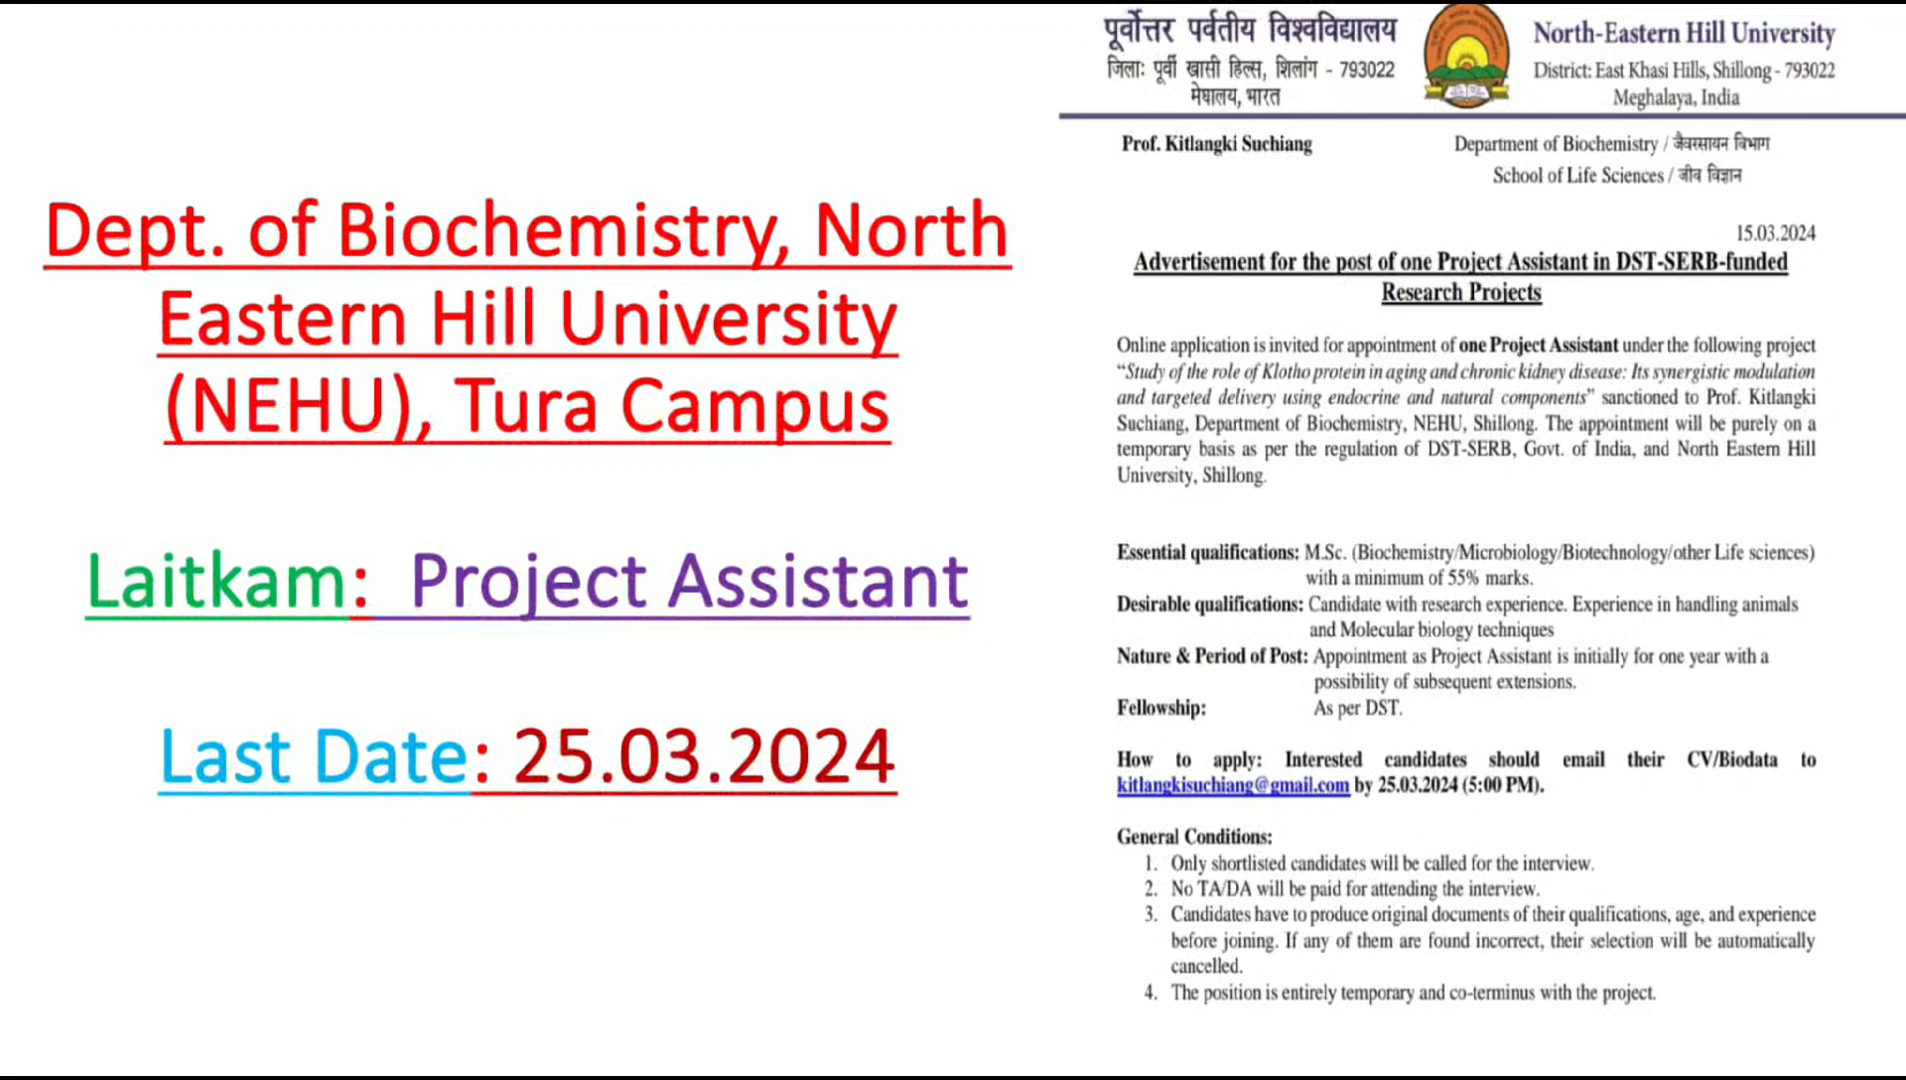 Dept. of Biochemistry, North
Eastern Hill University
(NEHU), Tura Campus
Laitkam: Project Assistant
Last Date: 25.03.2024
पूर्वोत्तर पर्वतीय विश्वविद्यालय
जिला: पूर्वी खासी हिल्स, शिलांग - 793022
मेघालय, भारत
North-Eastern Hill University
District: East Khasi Hills, Shillong - 793022
Meghalaya, India
Prof. Kitlangki Suchiang
Department of Biochemistry / जैवरसायन विभाग
School of Life Sciences / जीव विज्ञान
15.03.2024
Advertisement for the post of one Project Assistant in DST-SERB-funded
Research Projects
Online application is invited for appointment of one Project Assistant under the following project
“Study of the role of Klotho protein in aging and chronic kidney disease: Its synergistic modulation
and targeted delivery using endocrine and natural components” sanctioned to Prof. Kitlangki
Suchiang, Department of Biochemistry, NEHU, Shillong. The appointment will be purely on a
temporary basis as per the regulation of DST-SERB, Govt. of India, and North Eastern Hill
University, Shillong.
Essential qualifications: M.Sc. (Biochemistry/Microbiology/Biotechnology/other Life sciences)
with a minimum of 55% marks.
Desirable qualifications: Candidate with research experience. Experience in handling animals
and Molecular biology techniques
Nature & Period of Post: Appointment as Project Assistant is initially for one year with a
possibility of subsequent extensions.
Fellowship: As per DST.
How to apply: Interested candidates should email their CV/Biodata to
kitlangkisuchiang@gmail.com by 25.03.2024 (5:00 PM).
General Conditions:
1. Only shortlisted candidates will be called for the interview.
2. No TA/DA will be paid for attending the interview.
3. Candidates have to produce original documents of their qualifications, age, and experience
before joining. If any of them are found incorrect, their selection will be automatically
cancelled.
4. The position is entirely temporary and co-terminus with the project.